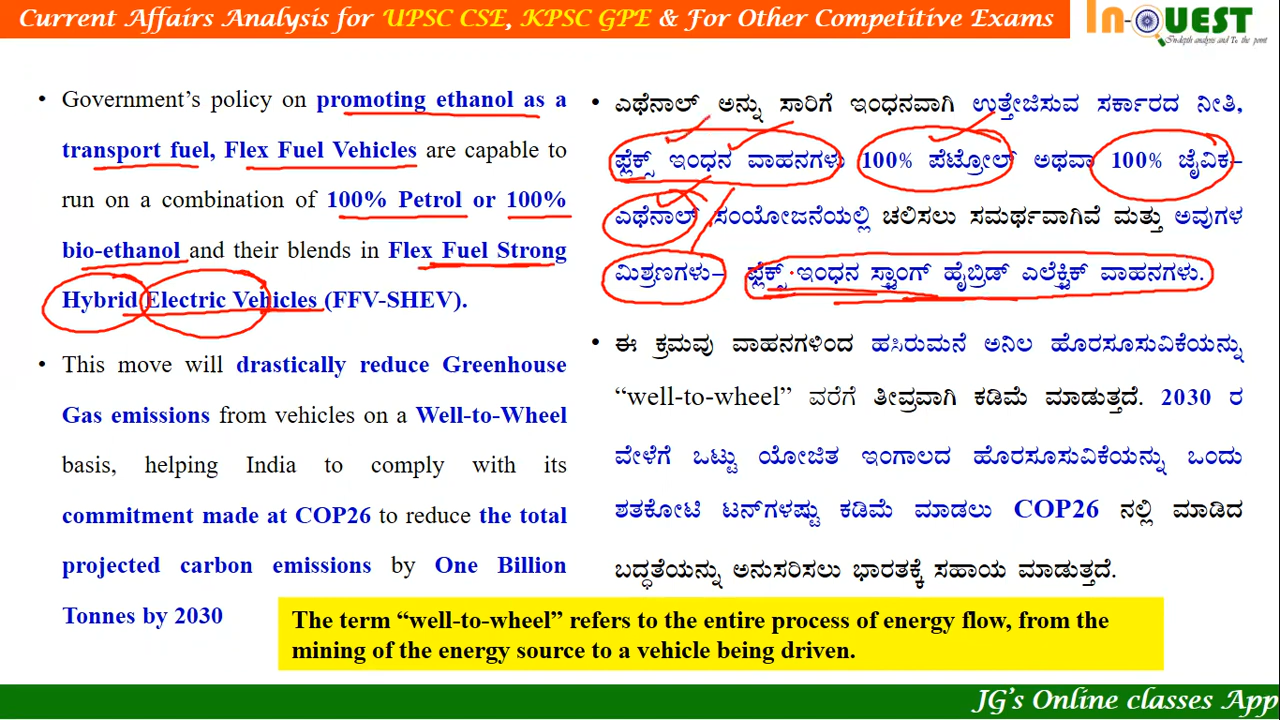 Current Affairs Analysis for UPSC CSE, KPSC GPE & For Other Competitive Exams
In-QUEST
In-depth analysis and To the point
• Government's policy on promoting ethanol as a
transport fuel, Flex Fuel Vehicles are capable to
run on a combination of 100% Petrol or 100%
bio-ethanol and their blends in Flex Fuel Strong
Hybrid Electric Vehicles (FFV-SHEV).
• This move will drastically reduce Greenhouse
Gas emissions from vehicles on a Well-to-Wheel
basis, helping India to comply with its
commitment made at COP26 to reduce the total
projected carbon emissions by One Billion
Tonnes by 2030
• ಎಥೆನಾಲ್ ಅನ್ನು ಸಾರಿಗೆ ಇಂಧನವಾಗಿ ಉತ್ತೇಜಿಸುವ ಸರ್ಕಾರದ ನೀತಿ,
ಫ್ಲೆಕ್ಸ್ ಇಂಧನ ವಾಹನಗಳು 100% ಪೆಟ್ರೋಲ್ ಅಥವಾ 100% ಜೈವಿಕ–
ಎಥೆನಾಲ್ ಸಂಯೋಜನೆಯಲ್ಲಿ ಚಲಿಸಲು ಸಮರ್ಥವಾಗಿವೆ ಮತ್ತು ಅವುಗಳ
ಮಿಶ್ರಣಗಳು– ಫ್ಲೆಕ್ಸ್ ಇಂಧನ ಸ್ಟ್ರಾಂಗ್ ಹೈಬ್ರಿಡ್ ಎಲೆಕ್ಟ್ರಿಕ್ ವಾಹನಗಳು.
• ಈ ಕ್ರಮವು ವಾಹನಗಳಿಂದ ಹಸಿರುಮನೆ ಅನಿಲ ಹೊರಸೂಸುವಿಕೆಯನ್ನು
“well-to-wheel” ವರೆಗೆ ತೀವ್ರವಾಗಿ ಕಡಿಮೆ ಮಾಡುತ್ತದೆ. 2030 ರ
ವೇಳೆಗೆ ಒಟ್ಟು ಯೋಜಿತ ಇಂಗಾಲದ ಹೊರಸೂಸುವಿಕೆಯನ್ನು ಒಂದು
ಶತಕೋಟಿ ಟನ್‌ಗಳಷ್ಟು ಕಡಿಮೆ ಮಾಡಲು COP26 ನಲ್ಲಿ ಮಾಡಿದ
ಬದ್ಧತೆಯನ್ನು ಅನುಸರಿಸಲು ಭಾರತಕ್ಕೆ ಸಹಾಯ ಮಾಡುತ್ತದೆ.
The term “well-to-wheel” refers to the entire process of energy flow, from the
mining of the energy source to a vehicle being driven.
JG's Online classes App